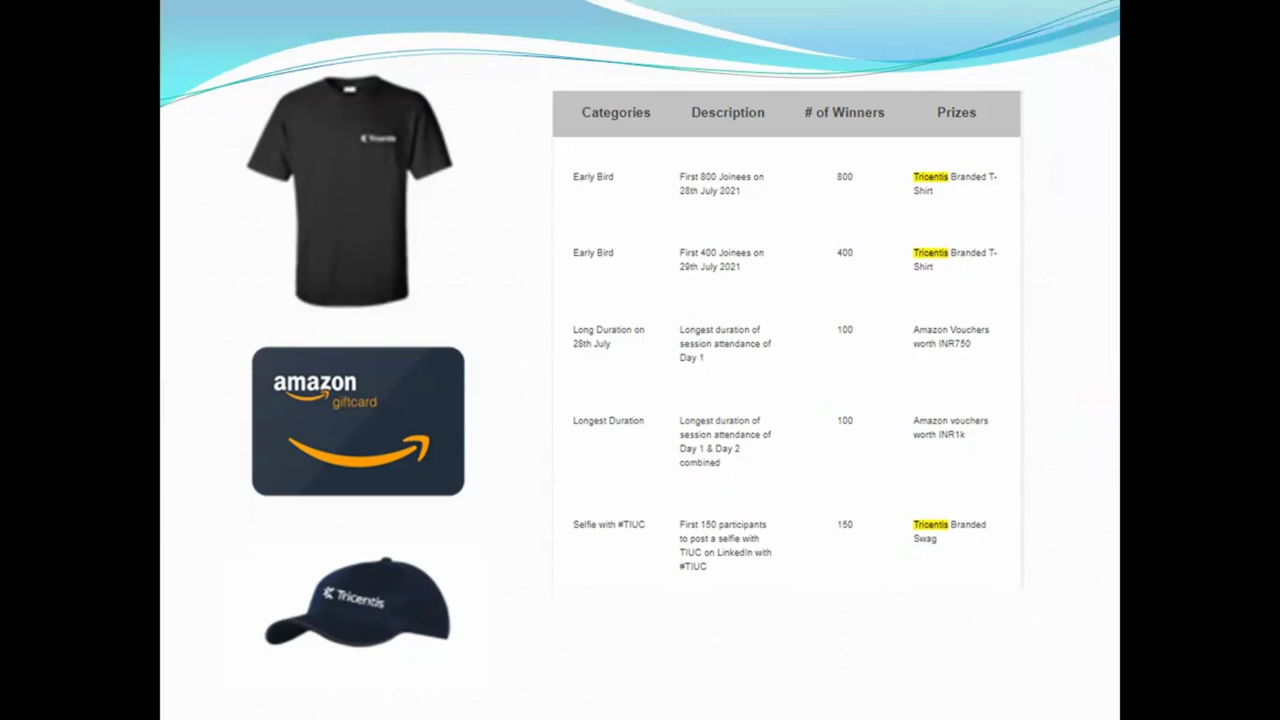 Tricentis
amazon
giftcard
Tricentis
Categories Description # of Winners Prizes
Early Bird First 800 Joinees on 800 Tricentis Branded T-
28th July 2021 Shirt
Early Bird First 400 Joinees on 400 Tricentis Branded T-
29th July 2021 Shirt
Long Duration on Longest duration of 100 Amazon Vouchers
28th July session attendance of worth INR750
Day 1
Longest Duration Longest duration of 100 Amazon vouchers
session attendance of worth INR1k
Day 1 & Day 2
combined
Selfie with #TIUC First 150 participants 150 Tricentis Branded
to post a selfie with Swag
TIUC on LinkedIn with
#TIUC